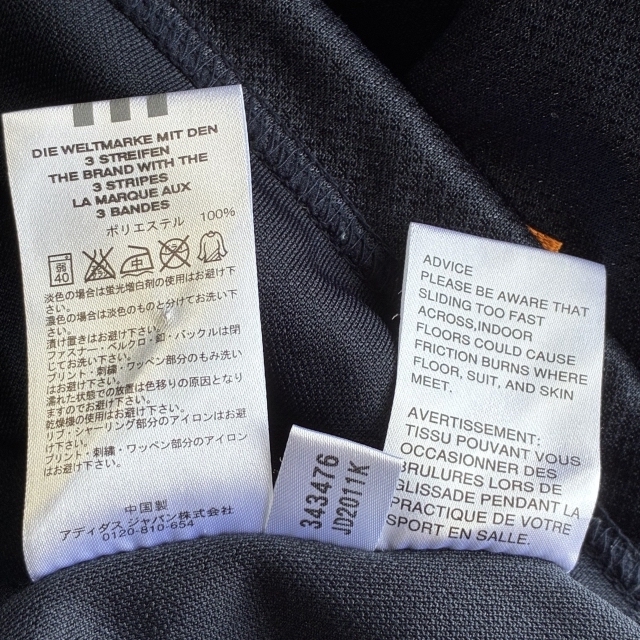 DIE WELTMARKE MIT DEN
3 STREIFEN
THE BRAND WITH THE
3 STRIPES
LA MARQUE AUX
3 BANDES
ポリエステル 100%
弱
40
中
淡色の場合は蛍光増白剤の使用はお避け下
さい。
濃色の場合は淡色のものと分けてお洗い下
さい。
漬け置きはお避け下さい。
ファスナー・ベルクロ・釦・バックルは閉
じてお洗い下さい。
プリント・刺繍・ワッペン部分のもみ洗い
はお避け下さい。
濡れた状態での放置は色移りの原因となり
ますのでお避け下さい。
乾燥機の使用はお避け下さい。
リブ・シャーリング部分のアイロンはお避
け下さい。
プリント・刺繍・ワッペン部分のアイロン
はお避け下さい。
中国製
アディダス ジャパン株式会社
0120-810-654
343476
JD2011K
ADVICE
PLEASE BE AWARE THAT
SLIDING TOO FAST
ACROSS,INDOOR
FLOORS COULD CAUSE
FRICTION BURNS WHERE
FLOOR, SUIT, AND SKIN
MEET.
AVERTISSEMENT:
TISSU POUVANT VOUS
OCCASIONNER DES
BRULURES LORS DE
GLISSADE PENDANT LA
PRACTIQUE DE VOTRE
SPORT EN SALLE.